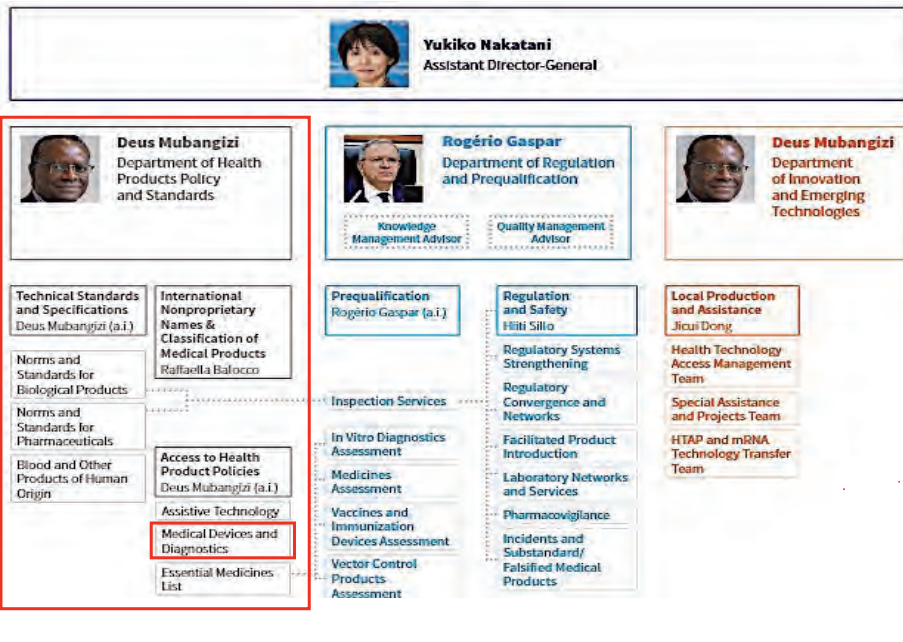 Yukiko Nakatani
Assistant Director-General
Deus Mubangizi
Department of Health
Products Policy
and Standards
Rogério Gaspar
Department of Regulation
and Prequalification
Knowledge
Management Advisor
Quality Management
Advisor
Deus Mubangizi
Department
of Innovation
and Emerging
Technologies
Technical Standards
and Specifications
Deus Mubangizi (a.i.)
Norms and
Standards for
Biological Products
Norms and
Standards for
Pharmaceuticals
Blood and Other
Products of Human
Origin
International
Nonproprietary
Names &
Classification of
Medical Products
Raffaella Balocco
Access to Health
Product Policies
Deus Mubangizi (a.i.)
Assistive Technology
Medical Devices and
Diagnostics
Essential Medicines
List
Prequalification
Rogério Gaspar (a.i.)
Inspection Services
In Vitro Diagnostics
Assessment
Medicines
Assessment
Vaccines and
Immunization
Devices Assessment
Vector Control
Products
Assessment
Regulation
and Safety
Hiiti Sillo
Regulatory Systems
Strengthening
Regulatory
Convergence and
Networks
Facilitated Product
Introduction
Laboratory Networks
and Services
Pharmacovigilance
Incidents and
Substandard/
Falsified Medical
Products
Local Production
and Assistance
Jicui Dong
Health Technology
Access Management
Team
Special Assistance
and Projects Team
HTAP and mRNA
Technology Transfer
Team